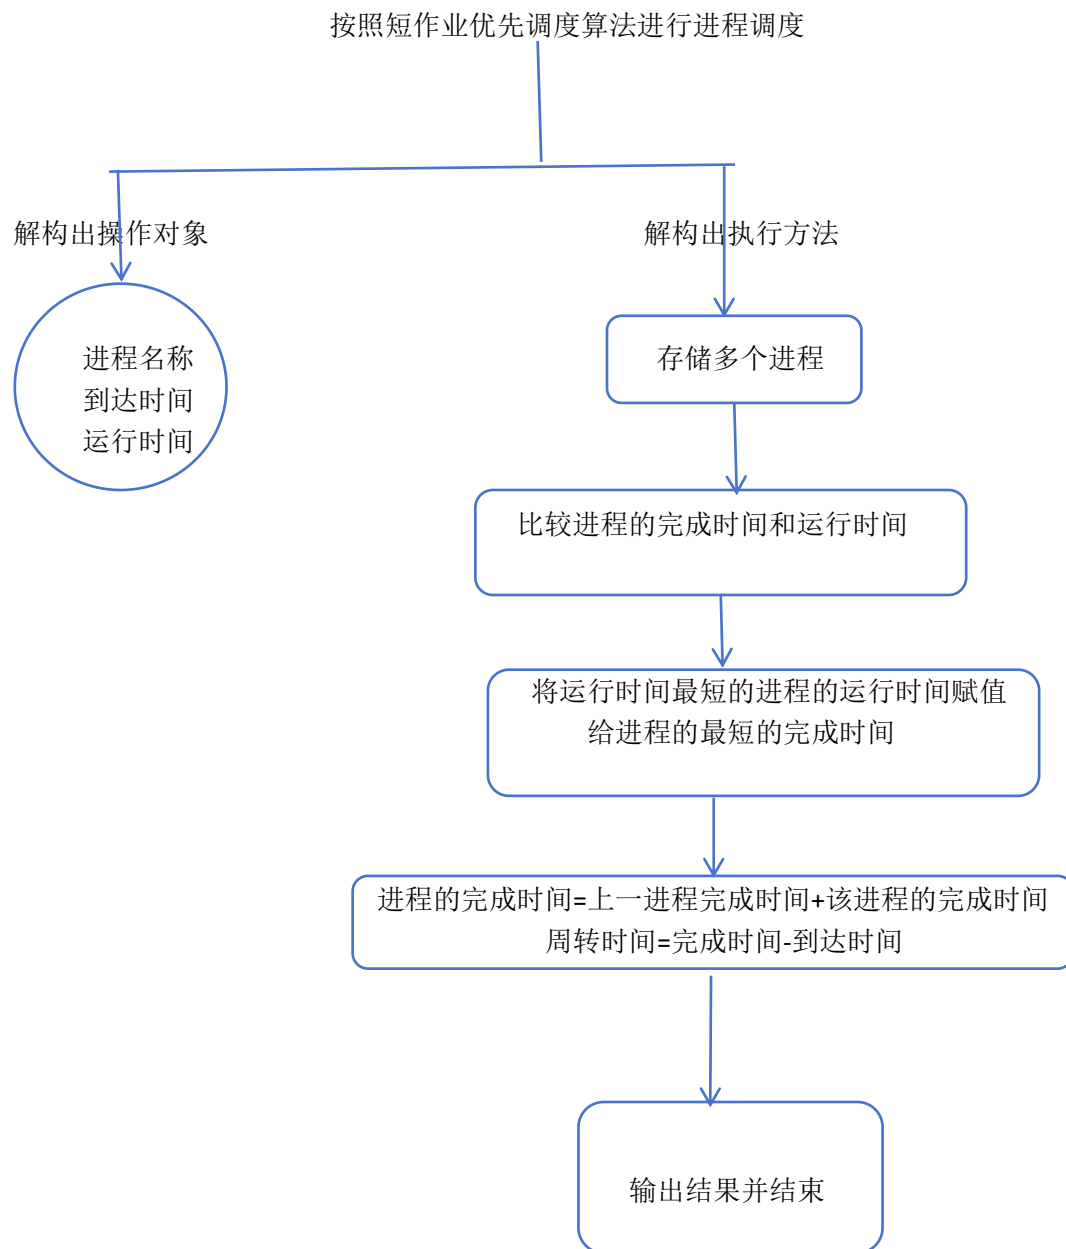 按照短作业优先调度算法进行进程调度
解构出操作对象
解构出执行方法
进程名称
到达时间
运行时间
存储多个进程
比较进程的完成时间和运行时间
将运行时间最短的进程的运行时间赋值
给进程的最短的完成时间
进程的完成时间=上一进程完成时间+该进程的完成时间
周转时间=完成时间-到达时间
输出结果并结束